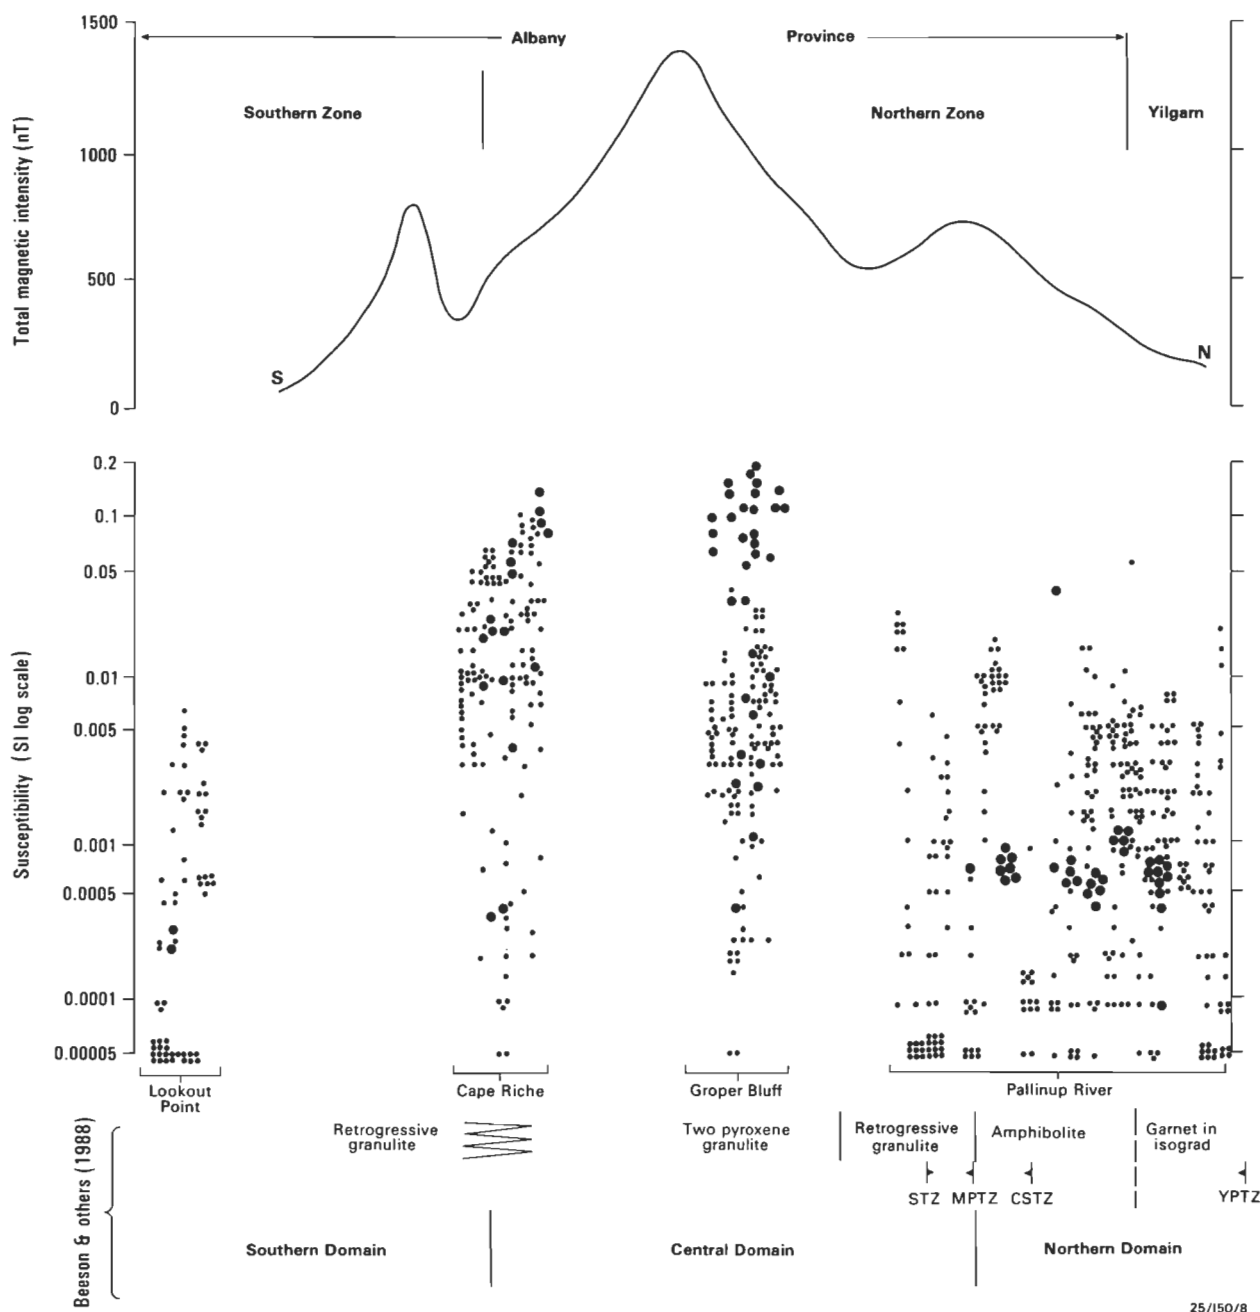 1500
Albany
Province
Southern Zone
Northern Zone
Yilgarn
Total magnetic intensity (nT)
1000
500
S
N
0
0.2
0.1
0.05
Susceptibility (SI log scale)
0.01
0.005
0.001
0.0005
0.0001
0.00005
Lookout
Point
Cape Riche
Groper Bluff
Pallinup River
Beeson & others (1988)
Retrogressive
granulite
Two pyroxene
granulite
Retrogressive
granulite
Amphibolite
Garnet in
isograd
STZ
MPTZ
CSTZ
YPTZ
Southern Domain
Central Domain
Northern Domain
25/I50/8